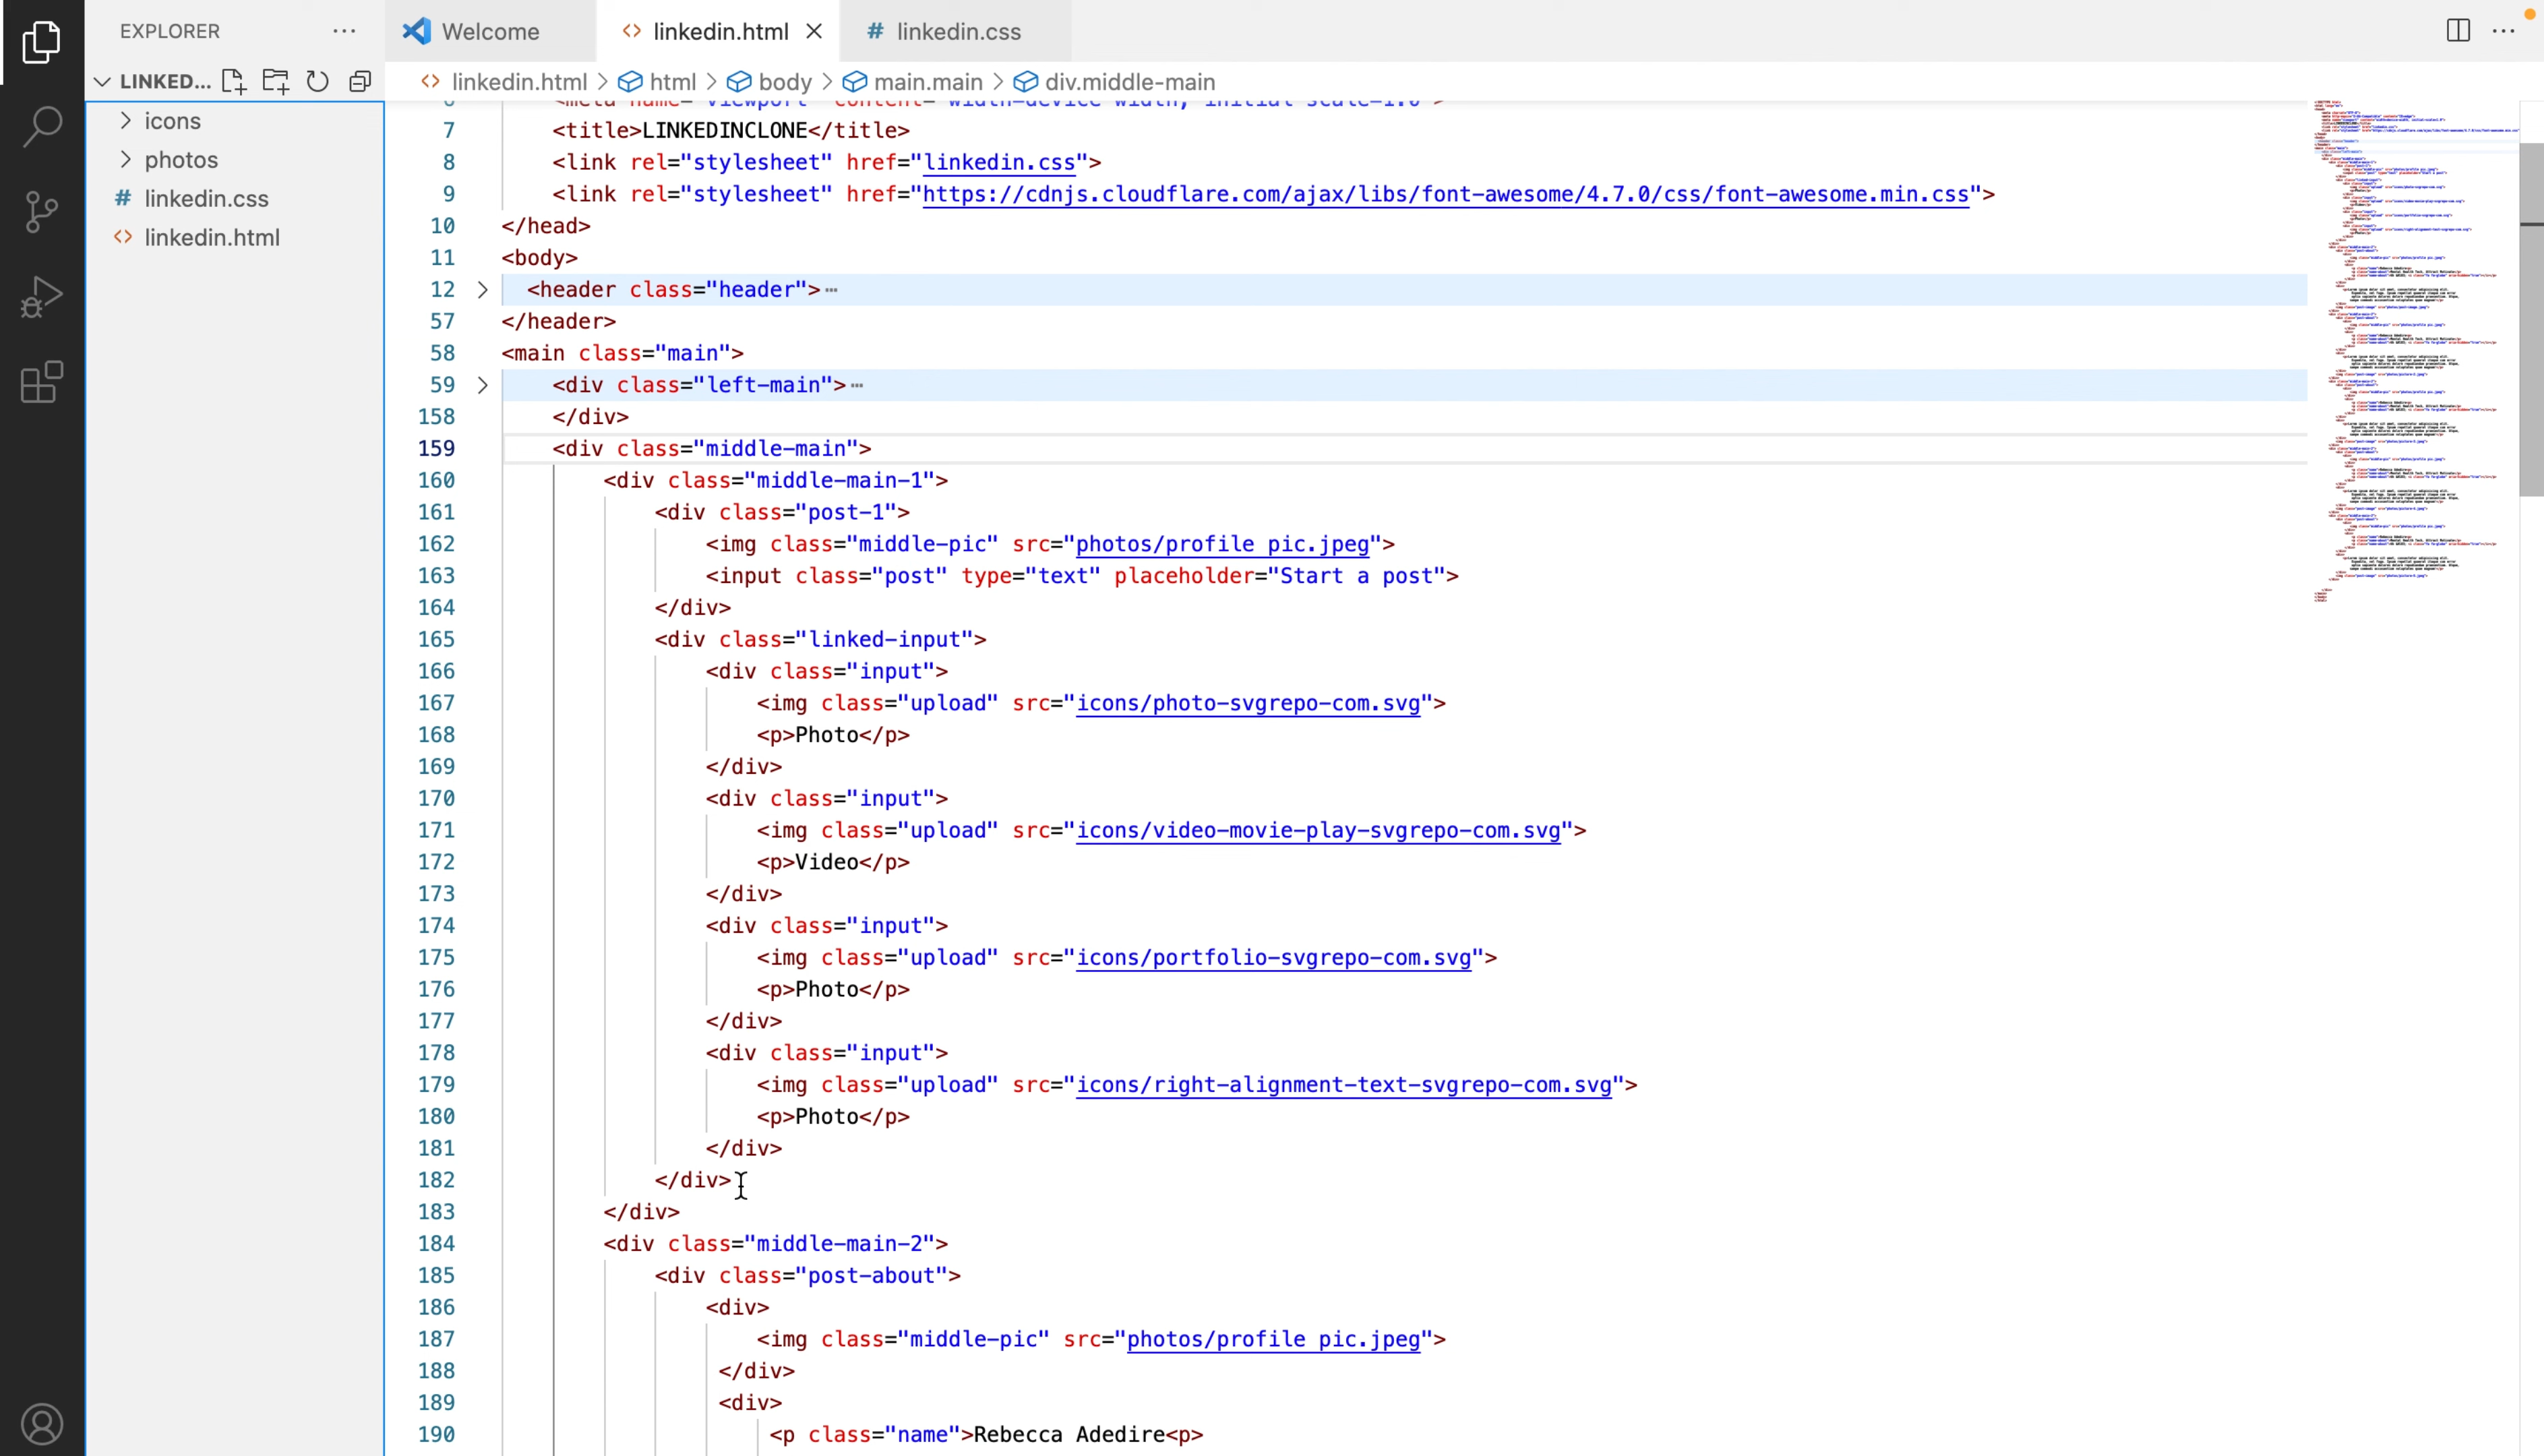 EXPLORER
Welcome
linkedin.html
linkedin.css
LINKED...
linkedin.html > html > body > main.main > div.middle-main
icons
photos
linkedin.css
linkedin.html
6 <meta name="viewport" content="width=device-width, initial-scale=1.0">
7 <title>LINKEDINCLONE</title>
8 <link rel="stylesheet" href="linkedin.css">
9 <link rel="stylesheet" href="https://cdnjs.cloudflare.com/ajax/libs/font-awesome/4.7.0/css/font-awesome.min.css">
10 </head>
11 <body>
12 <header class="header">
57 </header>
58 <main class="main">
59 <div class="left-main">
158 </div>
159 <div class="middle-main">
160 <div class="middle-main-1">
161 <div class="post-1">
162 <img class="middle-pic" src="photos/profile pic.jpeg">
163 <input class="post" type="text" placeholder="Start a post">
164 </div>
165 <div class="linked-input">
166 <div class="input">
167 <img class="upload" src="icons/photo-svgrepo-com.svg">
168 <p>Photo</p>
169 </div>
170 <div class="input">
171 <img class="upload" src="icons/video-movie-play-svgrepo-com.svg">
172 <p>Video</p>
173 </div>
174 <div class="input">
175 <img class="upload" src="icons/portfolio-svgrepo-com.svg">
176 <p>Photo</p>
177 </div>
178 <div class="input">
179 <img class="upload" src="icons/right-alignment-text-svgrepo-com.svg">
180 <p>Photo</p>
181 </div>
182 </div>
183 </div>
184 <div class="middle-main-2">
185 <div class="post-about">
186 <div>
187 <img class="middle-pic" src="photos/profile pic.jpeg">
188 </div>
189 <div>
190 <p class="name">Rebecca Adedire<p>